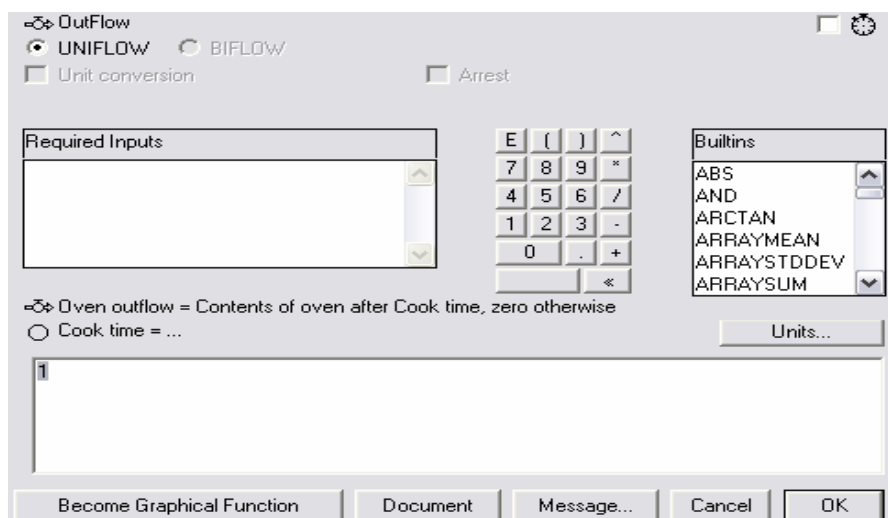 OutFlow
UNIFLOW BIFLOW
Unit conversion Arrest
Required Inputs
E ( ) ^
7 8 9 *
4 5 6 /
1 2 3 -
0 . +
«
Builtins
ABS
AND
ARCTAN
ARRAYMEAN
ARRAYSTDDEV
ARRAYSUM
Oven outflow = Contents of oven after Cook time, zero otherwise
Cook time = ...
Units...
1
Become Graphical Function Document Message... Cancel OK